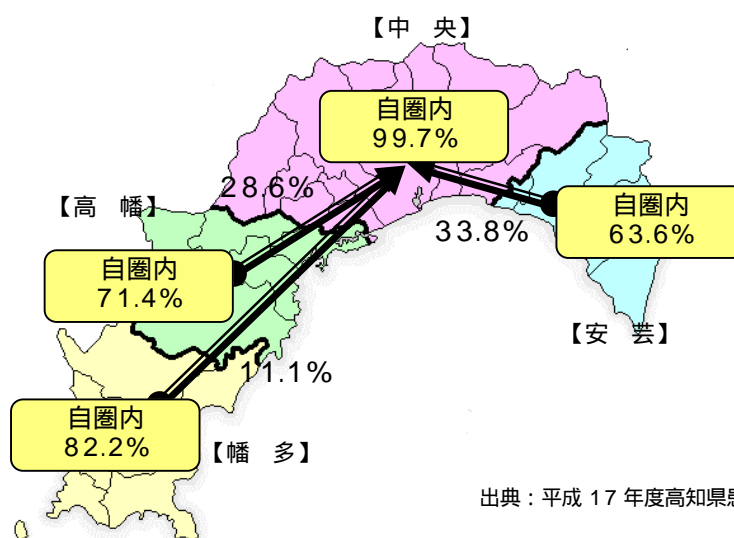 【中　央】
自圏内
99.7%
28.6%
【高　幡】
自圏内
71.4%
33.8%
自圏内
63.6%
【安　芸】
11.1%
自圏内
82.2%
【幡　多】
出典：平成 17 年度高知県